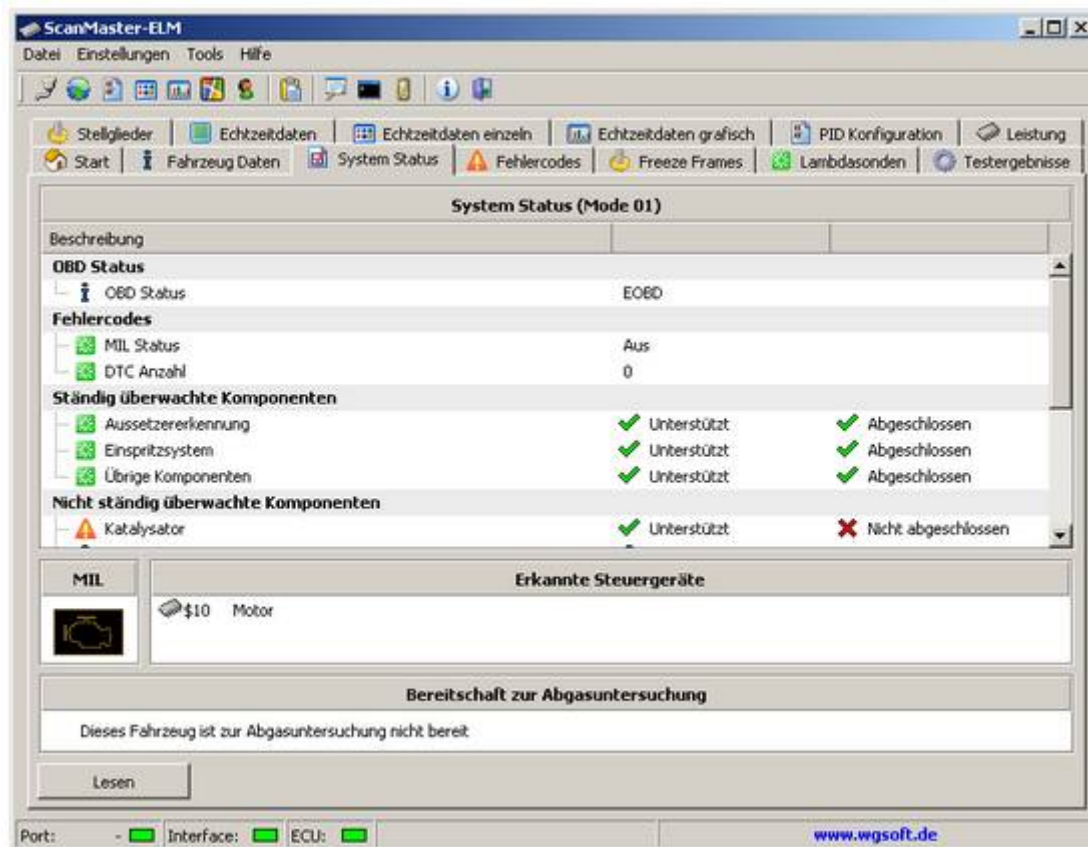 ScanMaster-ELM
Datei Einstellungen Tools Hilfe
Stellglieder Echtzeitdaten Echtzeitdaten einzeln Echtzeitdaten grafisch PID Konfiguration Leistung
Start Fahrzeug Daten System Status Fehlercodes Freeze Frames Lambdasonden Testergebnisse
System Status (Mode 01)
Beschreibung
OBD Status
OBD Status EOBD
Fehlercodes
MIL Status Aus
DTC Anzahl 0
Ständig überwachte Komponenten
Aussetzererkennung Unterstützt Abgeschlossen
Einspritzsystem Unterstützt Abgeschlossen
Übrige Komponenten Unterstützt Abgeschlossen
Nicht ständig überwachte Komponenten
Katalysator Unterstützt Nicht abgeschlossen
MIL Erkannte Steuergeräte
$10 Motor
Bereitschaft zur Abgasuntersuchung
Dieses Fahrzeug ist zur Abgasuntersuchung nicht bereit
Lesen
Port: - Interface: ECU: www.wgsoft.de